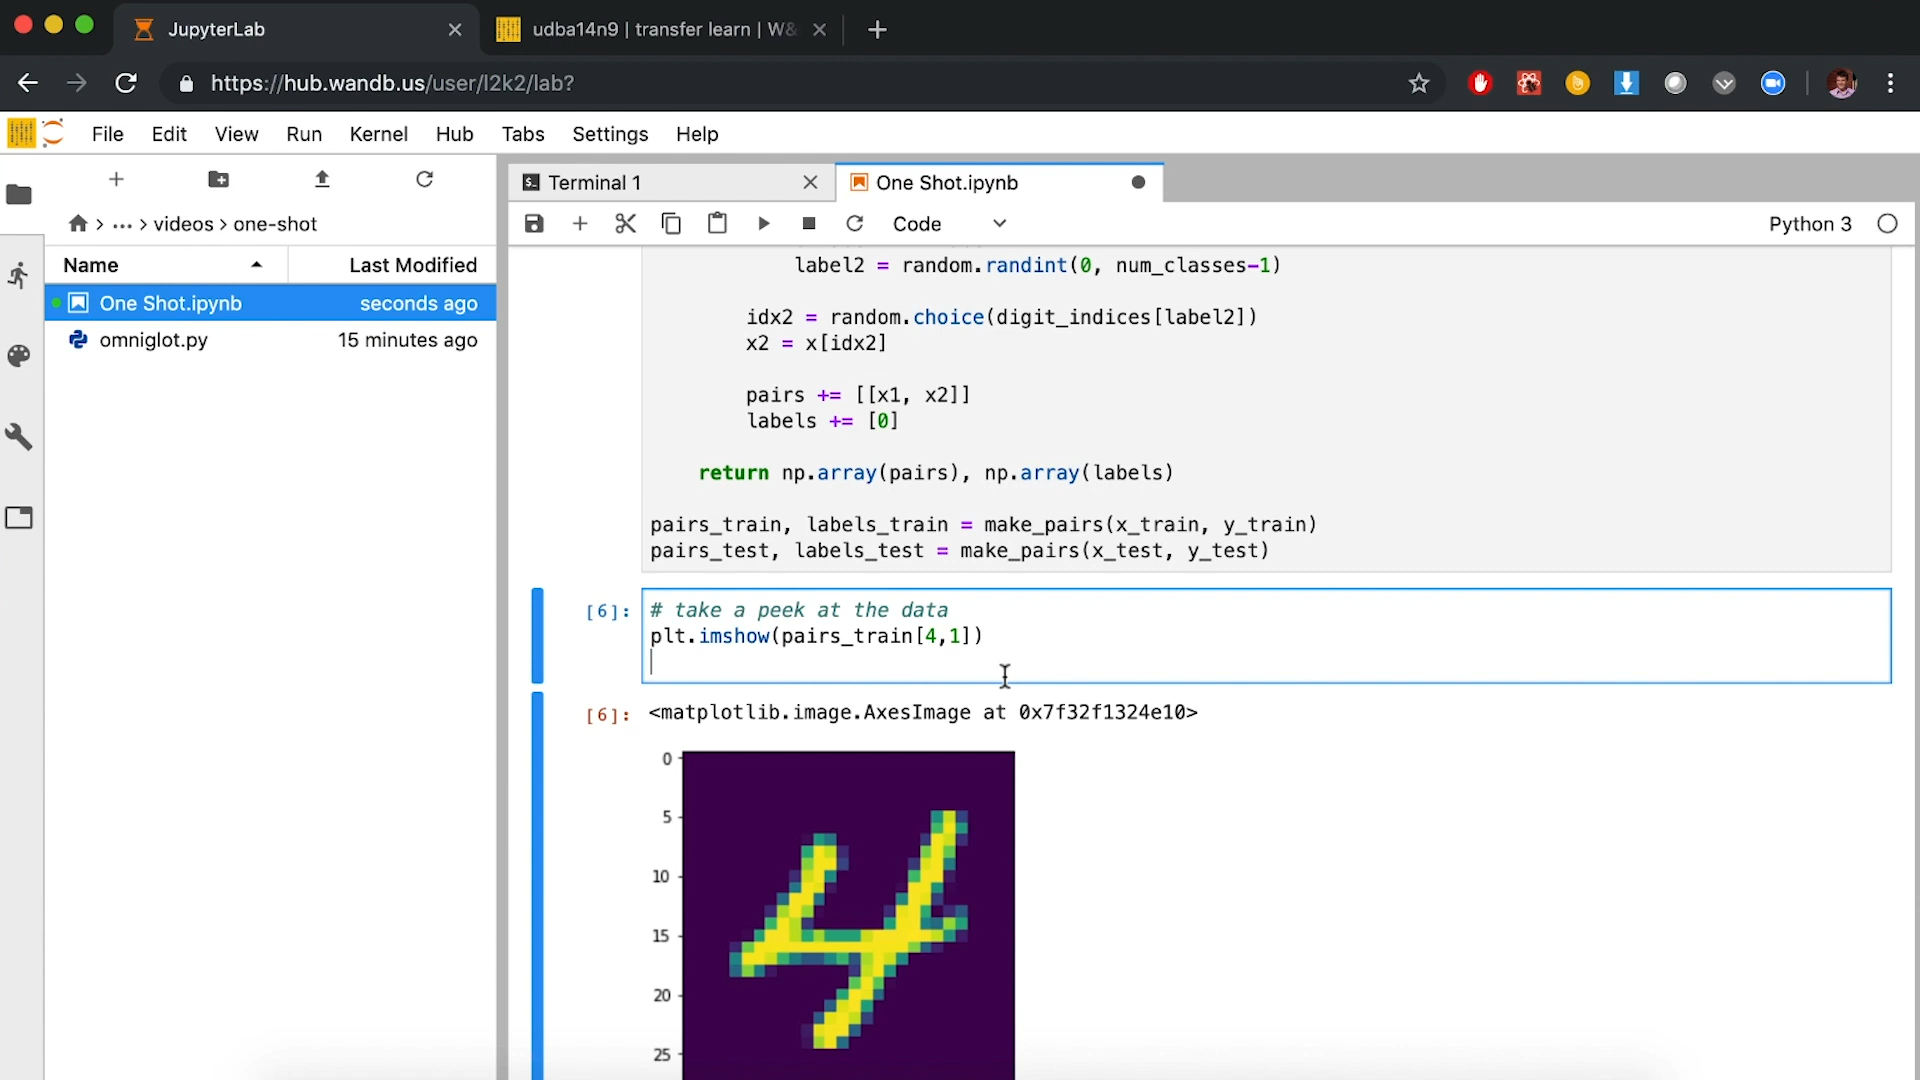 JupyterLab
udba14n9 | transfer learn | W&
https://hub.wandb.us/user/l2k2/lab?
File Edit View Run Kernel Hub Tabs Settings Help
Terminal 1
One Shot.ipynb
Code
Python 3
... > videos > one-shot
Name Last Modified
One Shot.ipynb seconds ago
omniglot.py 15 minutes ago
label2 = random.randint(0, num_classes-1)
idx2 = random.choice(digit_indices[label2])
x2 = x[idx2]
pairs += [[x1, x2]]
labels += [0]
return np.array(pairs), np.array(labels)
pairs_train, labels_train = make_pairs(x_train, y_train)
pairs_test, labels_test = make_pairs(x_test, y_test)
[6]: # take a peek at the data
plt.imshow(pairs_train[4,1])
[6]: <matplotlib.image.AxesImage at 0x7f32f1324e10>
0
5
10
15
20
25
4